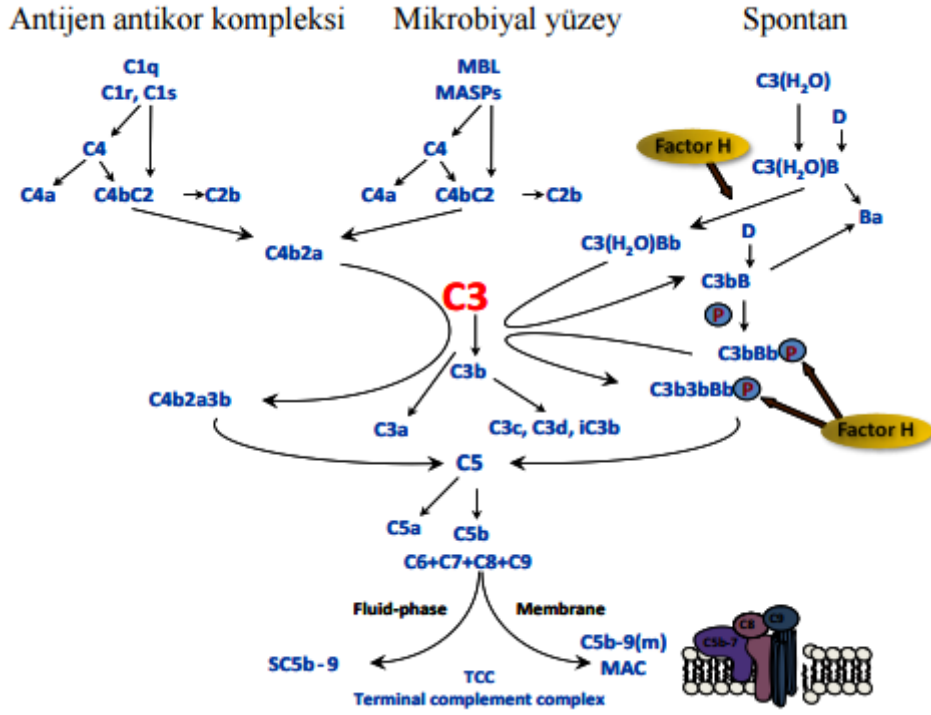 Antijen antikor kompleksi
Mikrobiyal yüzey
Spontan
C1q
C1r, C1s
C4
C4a
C4bC2
C2b
MBL
MASPs
C4
C4a
C4bC2
C2b
C4b2a
C3(H₂O)
D
Factor H
C3(H₂O)B
Ba
C3(H₂O)Bb
D
C3bB
P
C3bBb P
C3b3bBb P
Factor H
C3
C3b
C4b2a3b
C3a
C3c, C3d, iC3b
C5
C5a
C5b
C6+C7+C8+C9
Fluid-phase
Membrane
SC5b-9
C5b-9(m)
MAC
TCC
Terminal complement complex
C5b-7
C8
C9